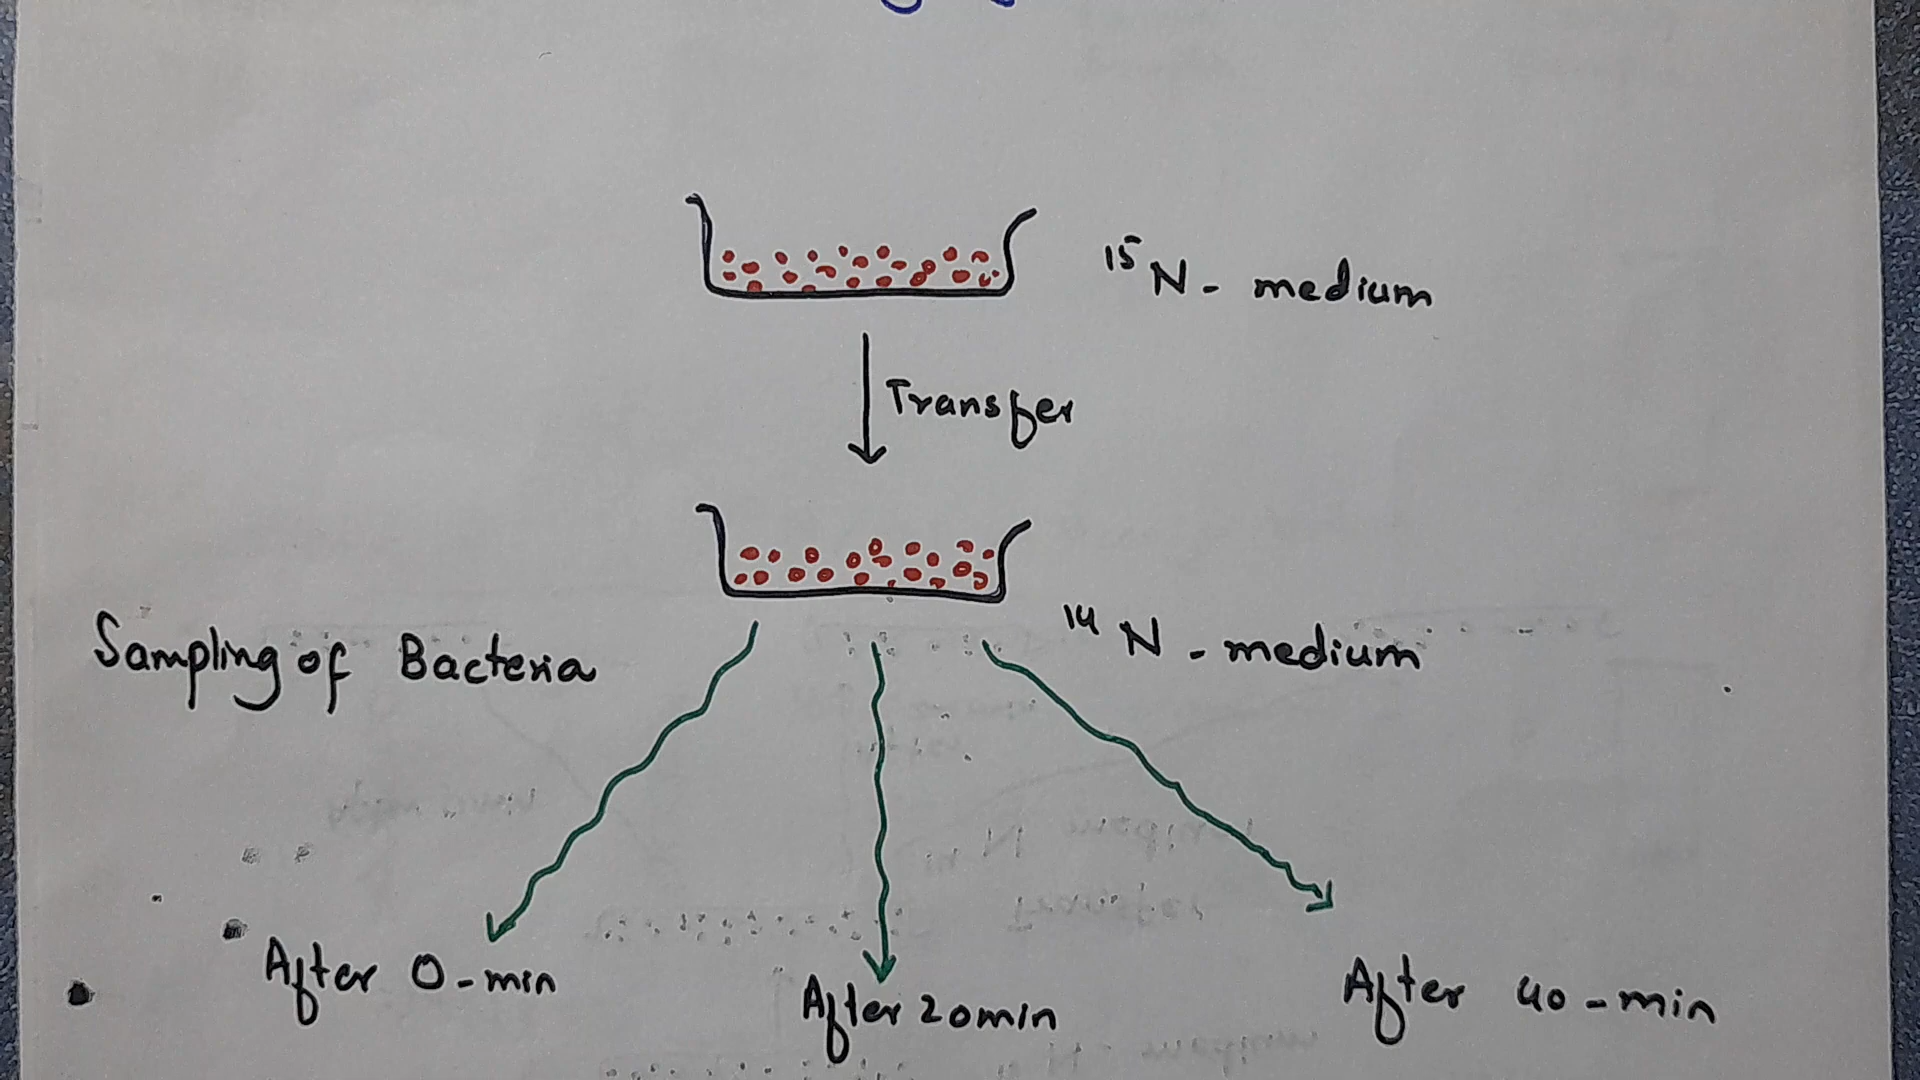 ¹⁵N - medium
Transfer
¹⁴N - medium
Sampling of Bacteria
After 0-min
After 20min
After 40-min